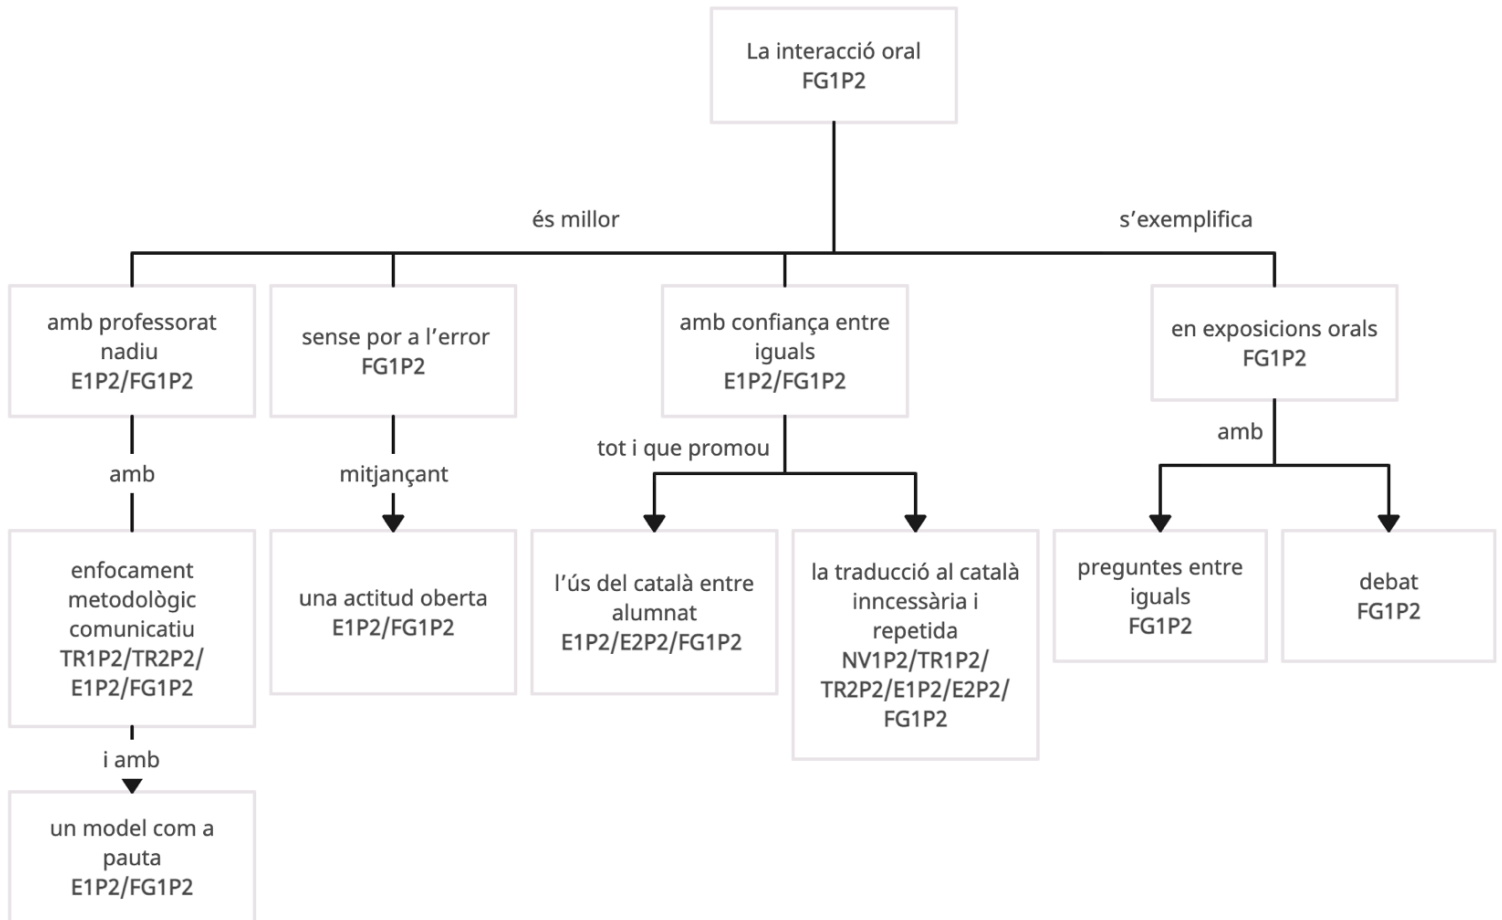 La interacció oral
FG1P2
és millor
s’exemplifica
amb professorat
nadiu
E1P2/FG1P2
sense por a l’error
FG1P2
amb confiança entre
iguals
E1P2/FG1P2
en exposicions orals
FG1P2
amb
mitjançant
tot i que promou
amb
enfocament
metodològic
comunicatiu
TR1P2/TR2P2/
E1P2/FG1P2
una actitud oberta
E1P2/FG1P2
l’ús del català entre
alumnat
E1P2/E2P2/FG1P2
la traducció al català
inncessària i
repetida
NV1P2/TR1P2/
TR2P2/E1P2/E2P2/
FG1P2
preguntes entre
iguals
FG1P2
debat
FG1P2
i amb
un model com a
pauta
E1P2/FG1P2